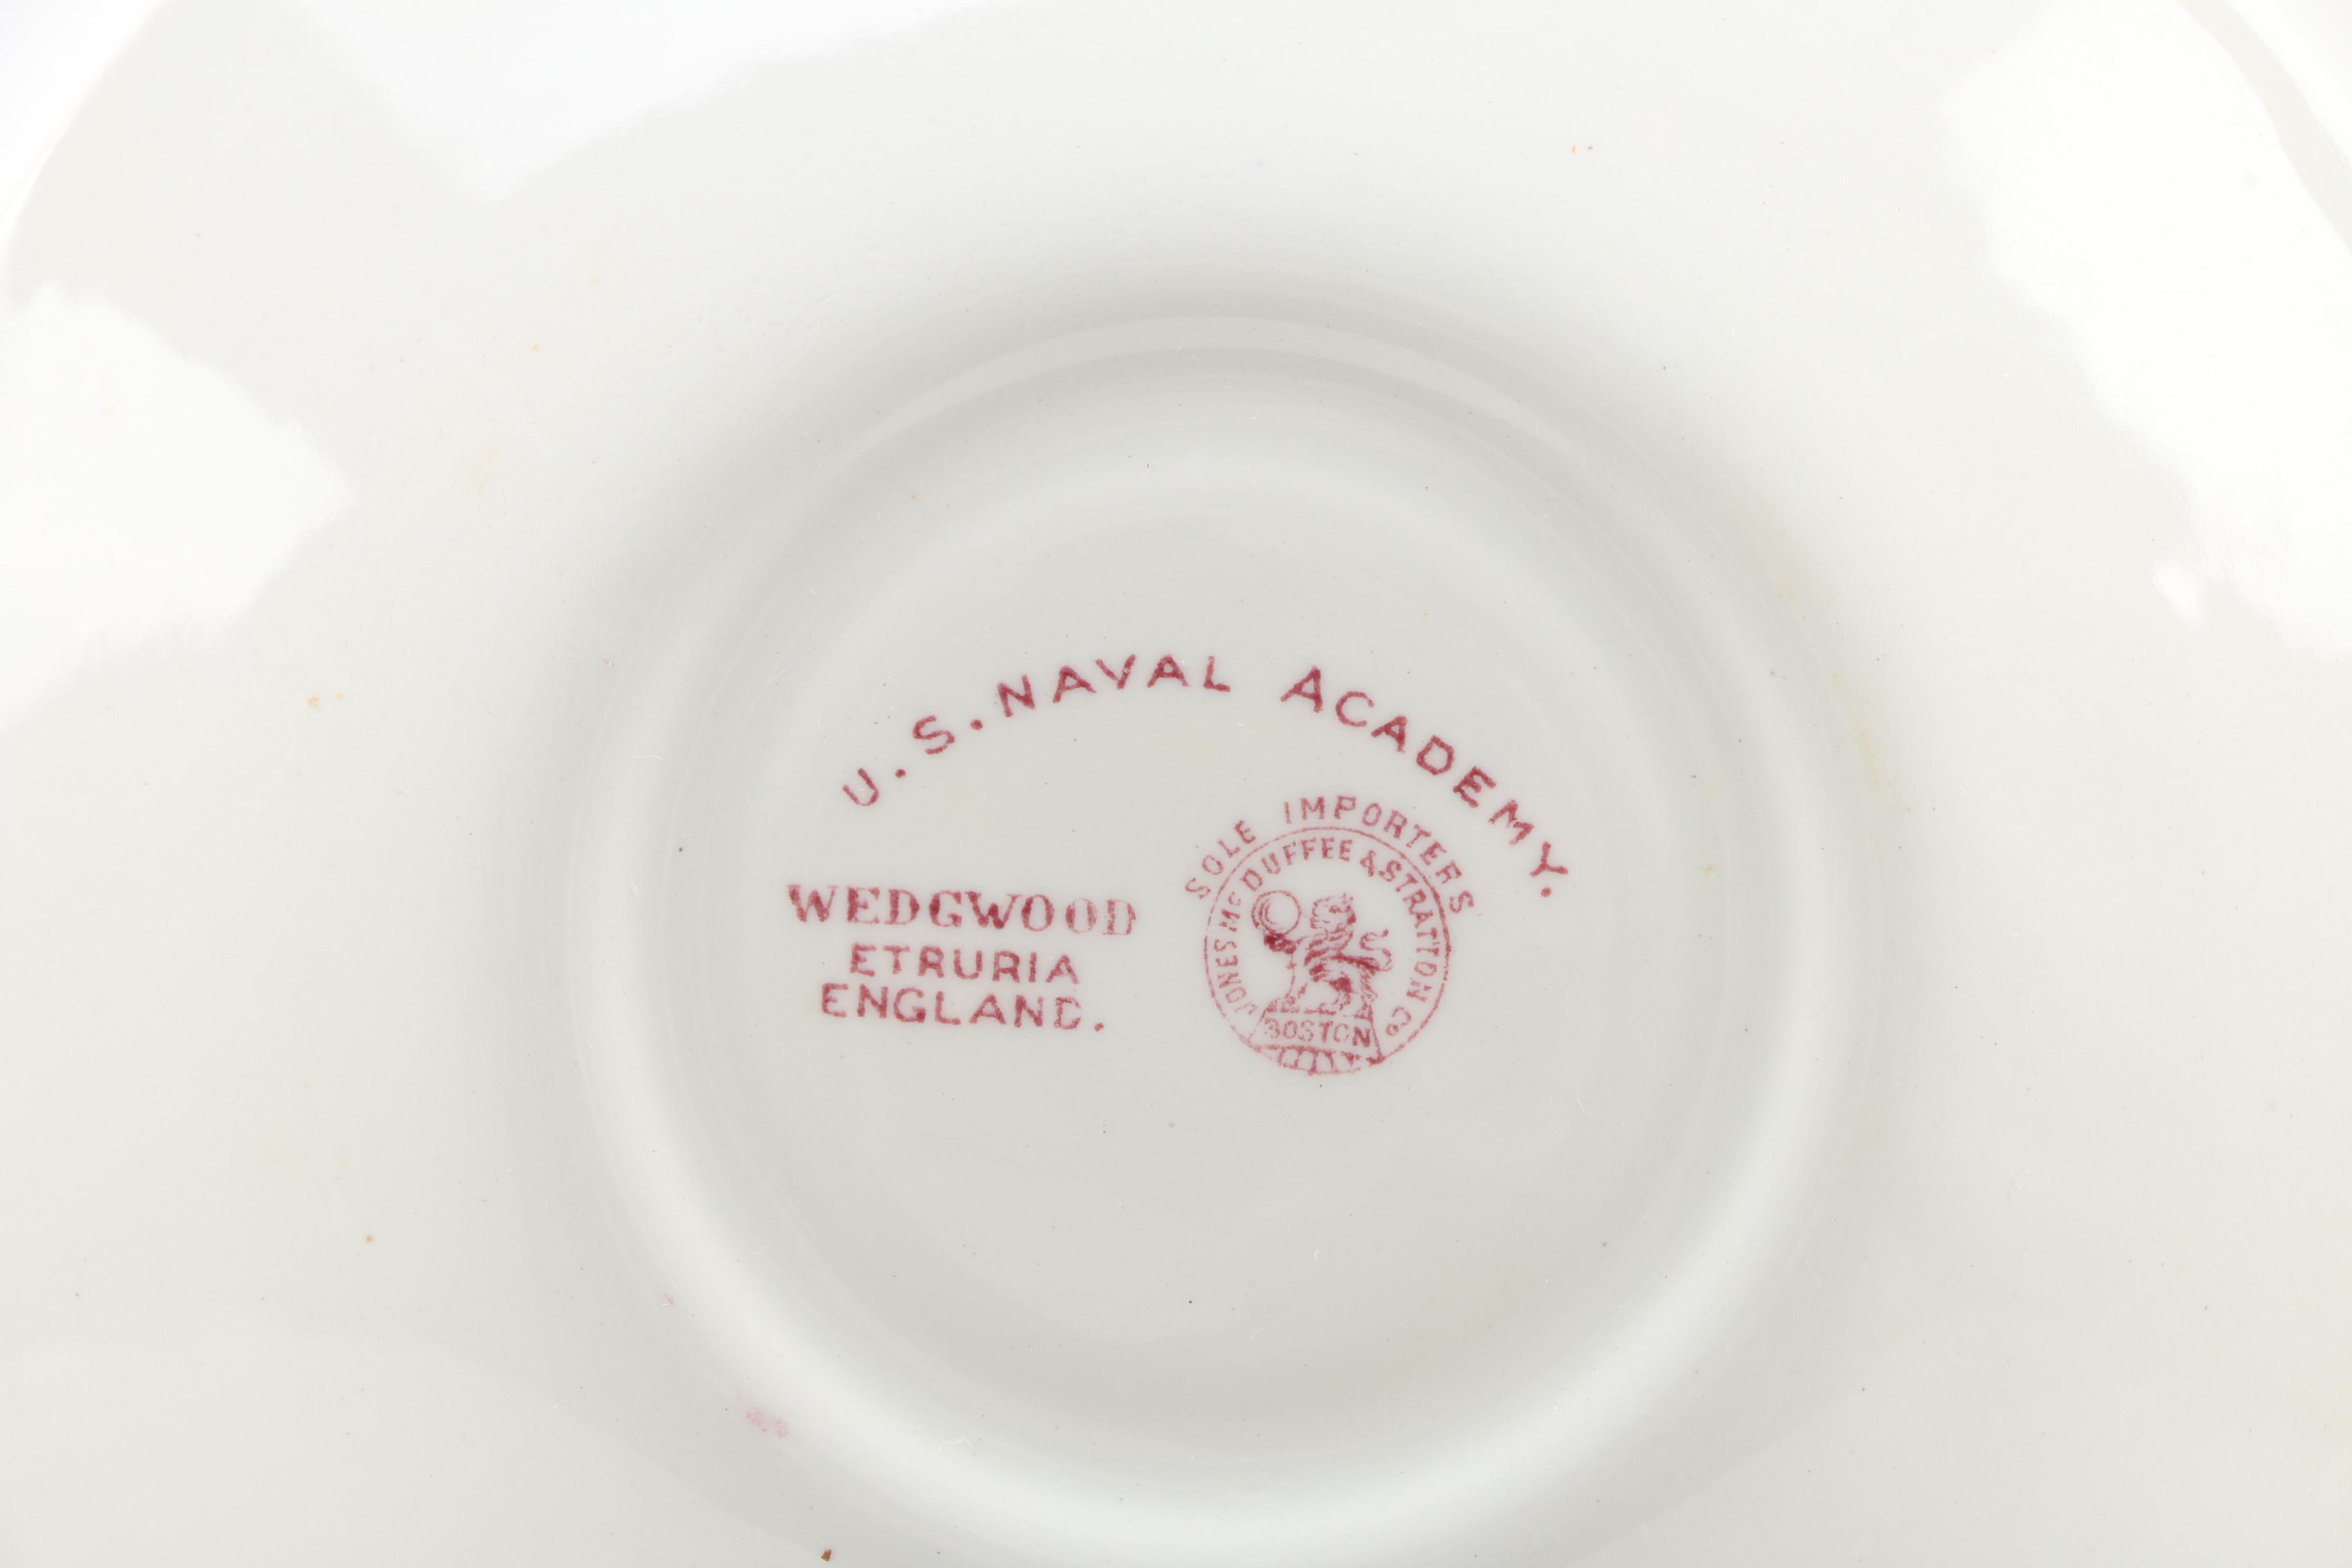 U.S. NAVAL ACADEMY.
WEDGWOOD
ETRURIA
ENGLAND.
SOLE IMPORTERS
JONES McDUFFEE & STRATTON Co
BOSTON